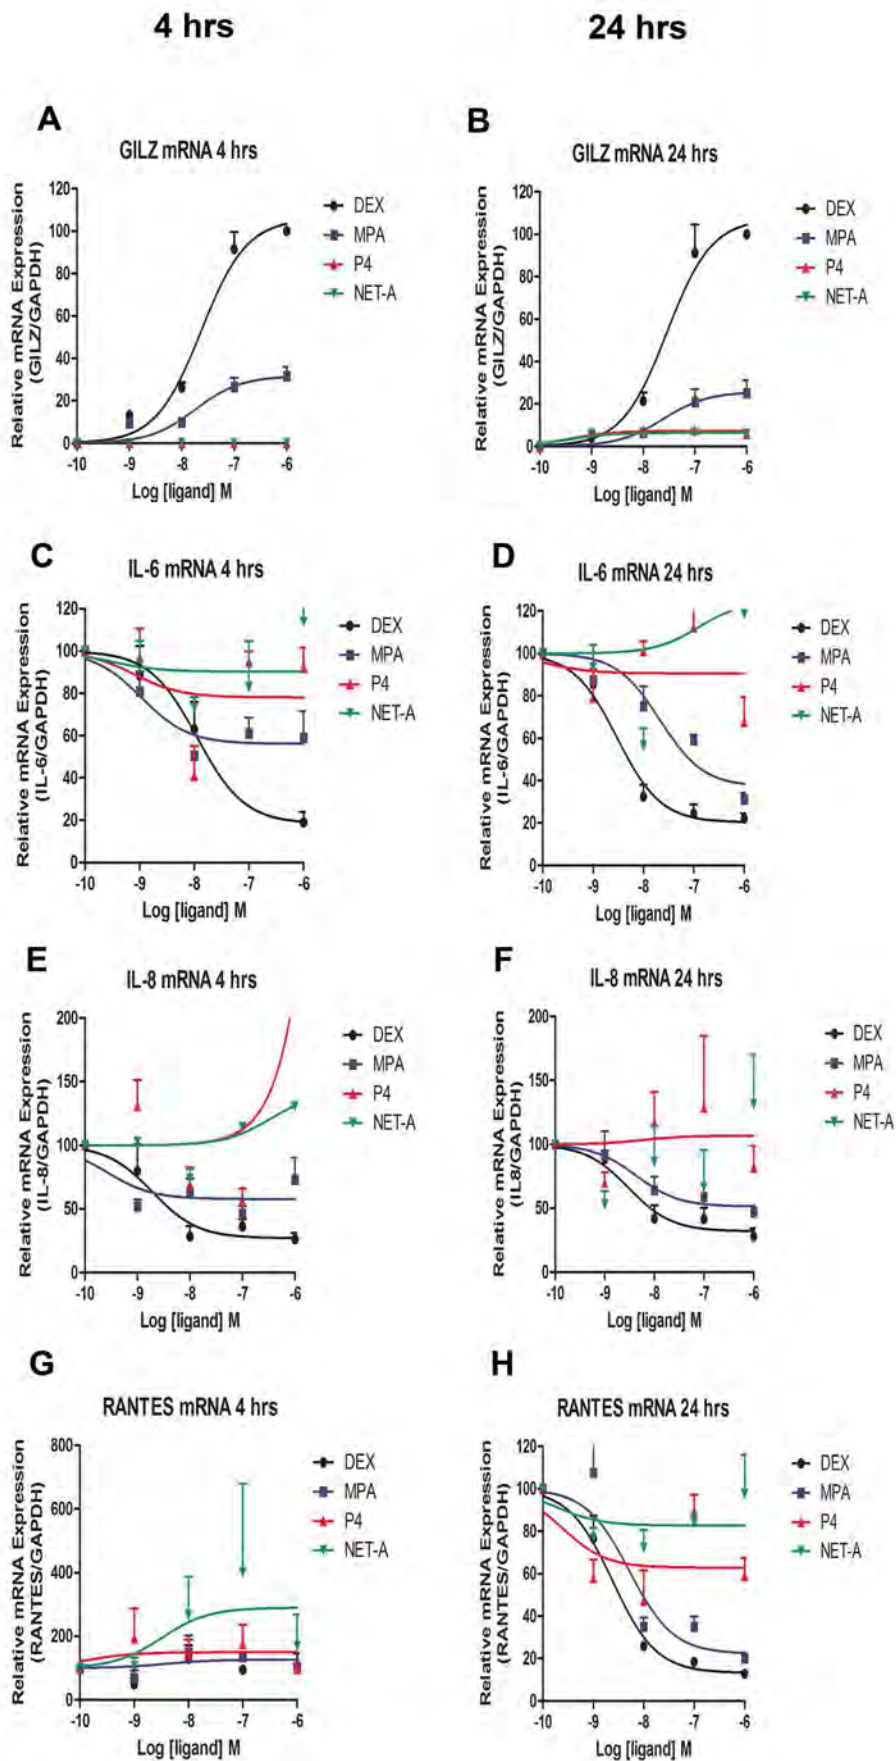 4 hrs
24 hrs
A
GILZ mRNA 4 hrs
Relative mRNA Expression
(GILZ/GAPDH)
120
100
80
60
40
20
0
-10
-9
-8
-7
-6
Log [ligand] M
DEX
MPA
P4
NET-A
B
GILZ mRNA 24 hrs
Relative mRNA Expression
(GILZ/GAPDH)
120
100
80
60
40
20
0
-10
-9
-8
-7
-6
Log [ligand] M
DEX
MPA
P4
NET-A
C
IL-6 mRNA 4 hrs
Relative mRNA Expression
(IL-6/GAPDH)
120
100
80
60
40
20
0
-10
-9
-8
-7
-6
Log [ligand] M
DEX
MPA
P4
NET-A
D
IL-6 mRNA 24 hrs
Relative mRNA Expression
(IL-6/GAPDH)
120
100
80
60
40
20
0
-10
-9
-8
-7
-6
Log [ligand] M
DEX
MPA
P4
NET-A
E
IL-8 mRNA 4 hrs
Relative mRNA Expression
(IL-8/GAPDH)
200
150
100
50
0
-10
-9
-8
-7
-6
Log [ligand] M
DEX
MPA
P4
NET-A
F
IL-8 mRNA 24 hrs
Relative mRNA Expression
(IL8/GAPDH)
200
150
100
50
0
-10
-9
-8
-7
-6
Log [ligand] M
DEX
MPA
P4
NET-A
G
RANTES mRNA 4 hrs
Relative mRNA Expression
(RANTES/GAPDH)
800
600
400
200
0
-10
-9
-8
-7
-6
Log [ligand] M
DEX
MPA
P4
NET-A
H
RANTES mRNA 24 hrs
Relative mRNA Expression
(RANTES/GAPDH)
120
100
80
60
40
20
0
-10
-9
-8
-7
-6
Log [ligand] M
DEX
MPA
P4
NET-A